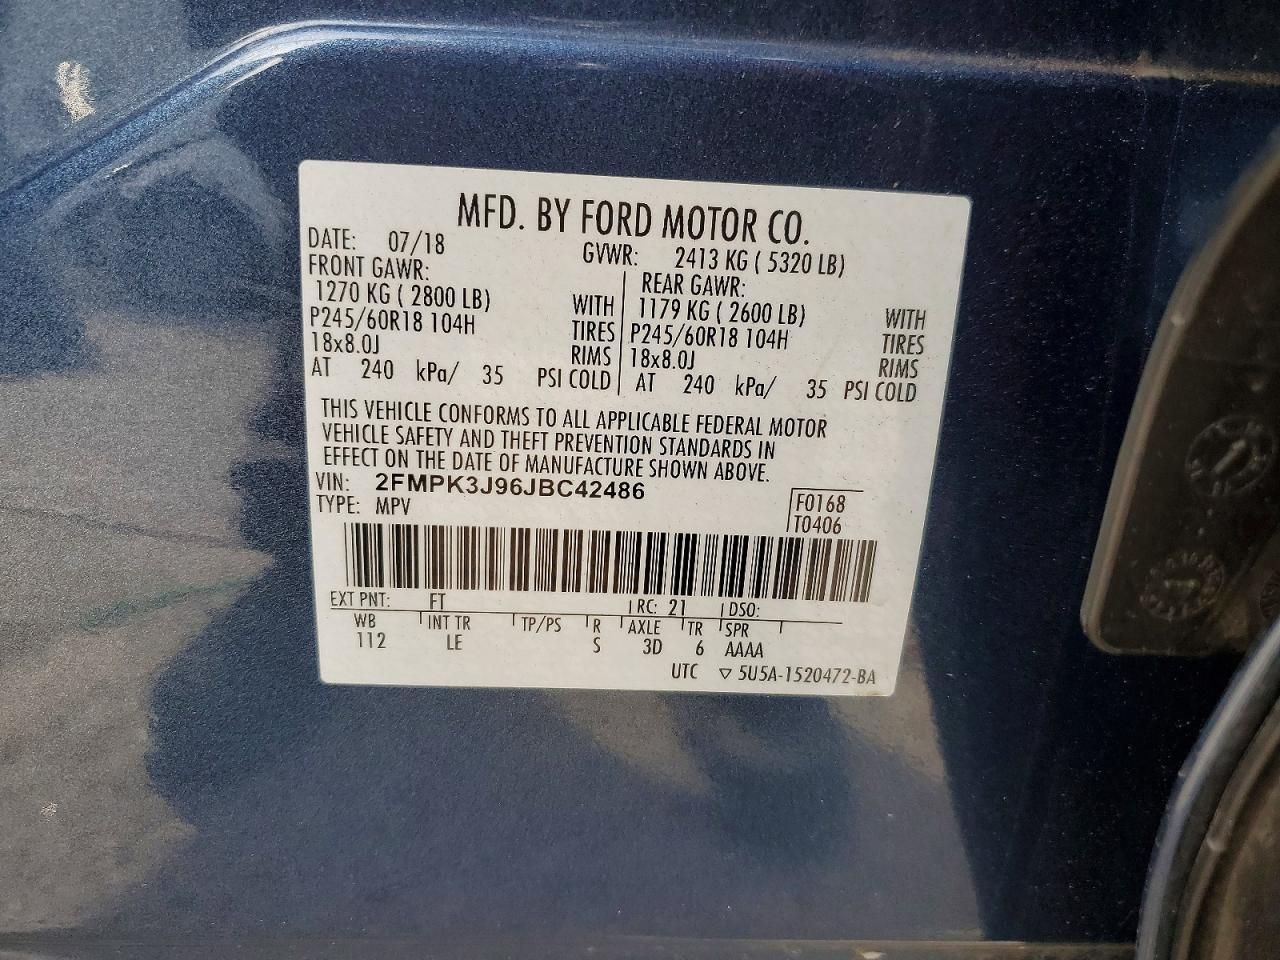 MFD. BY FORD MOTOR CO.
DATE: 07/18 GVWR: 2413 KG ( 5320 LB)
FRONT GAWR: REAR GAWR:
1270 KG ( 2800 LB) WITH 1179 KG ( 2600 LB) WITH
P245/60R18 104H TIRES P245/60R18 104H TIRES
18x8.0J RIMS 18x8.0J RIMS
AT 240 kPa/ 35 PSI COLD AT 240 kPa/ 35 PSI COLD
THIS VEHICLE CONFORMS TO ALL APPLICABLE FEDERAL MOTOR
VEHICLE SAFETY AND THEFT PREVENTION STANDARDS IN
EFFECT ON THE DATE OF MANUFACTURE SHOWN ABOVE.
VIN: 2FMPK3J96JBC42486
TYPE: MPV
F0168
T0406
EXT PNT: FT RC: 21 DSO:
WB INT TR TP/PS R AXLE TR SPR
112 LE S 3D 6 AAAA
UTC ▽ 5U5A-1520472-BA